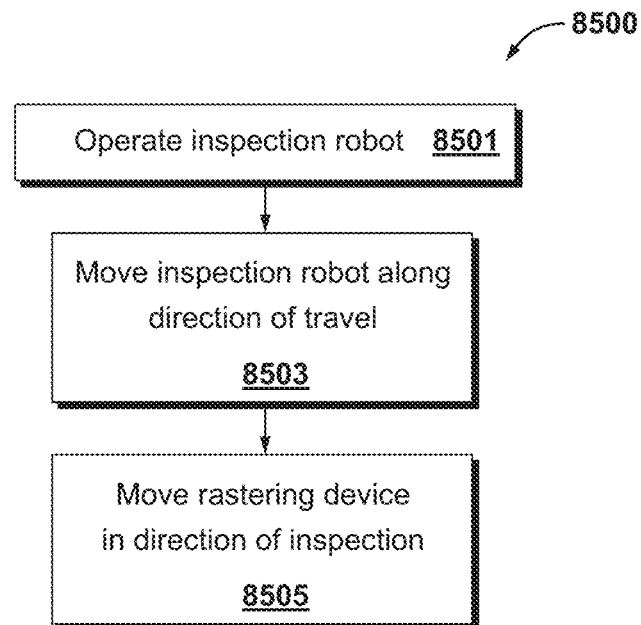 8500
Operate inspection robot 8501
Move inspection robot along
direction of travel
8503
Move rastering device
in direction of inspection
8505